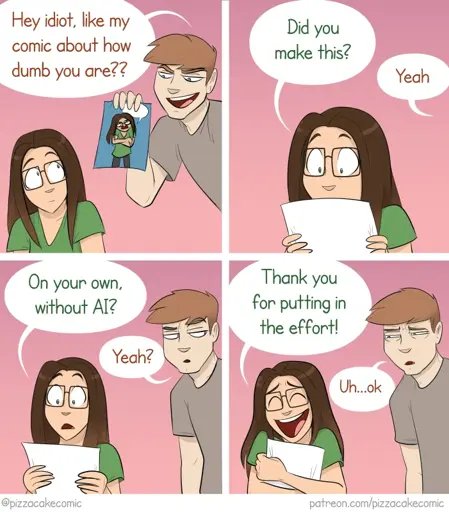 Hey idiot, like my
comic about how
dumb you are??
Did you
make this?
Yeah
On your own,
without AI?
Yeah?
Thank you
for putting in
the effort!
Uh...ok
@pizzacakecomic
patreon.com/pizzacakecomic